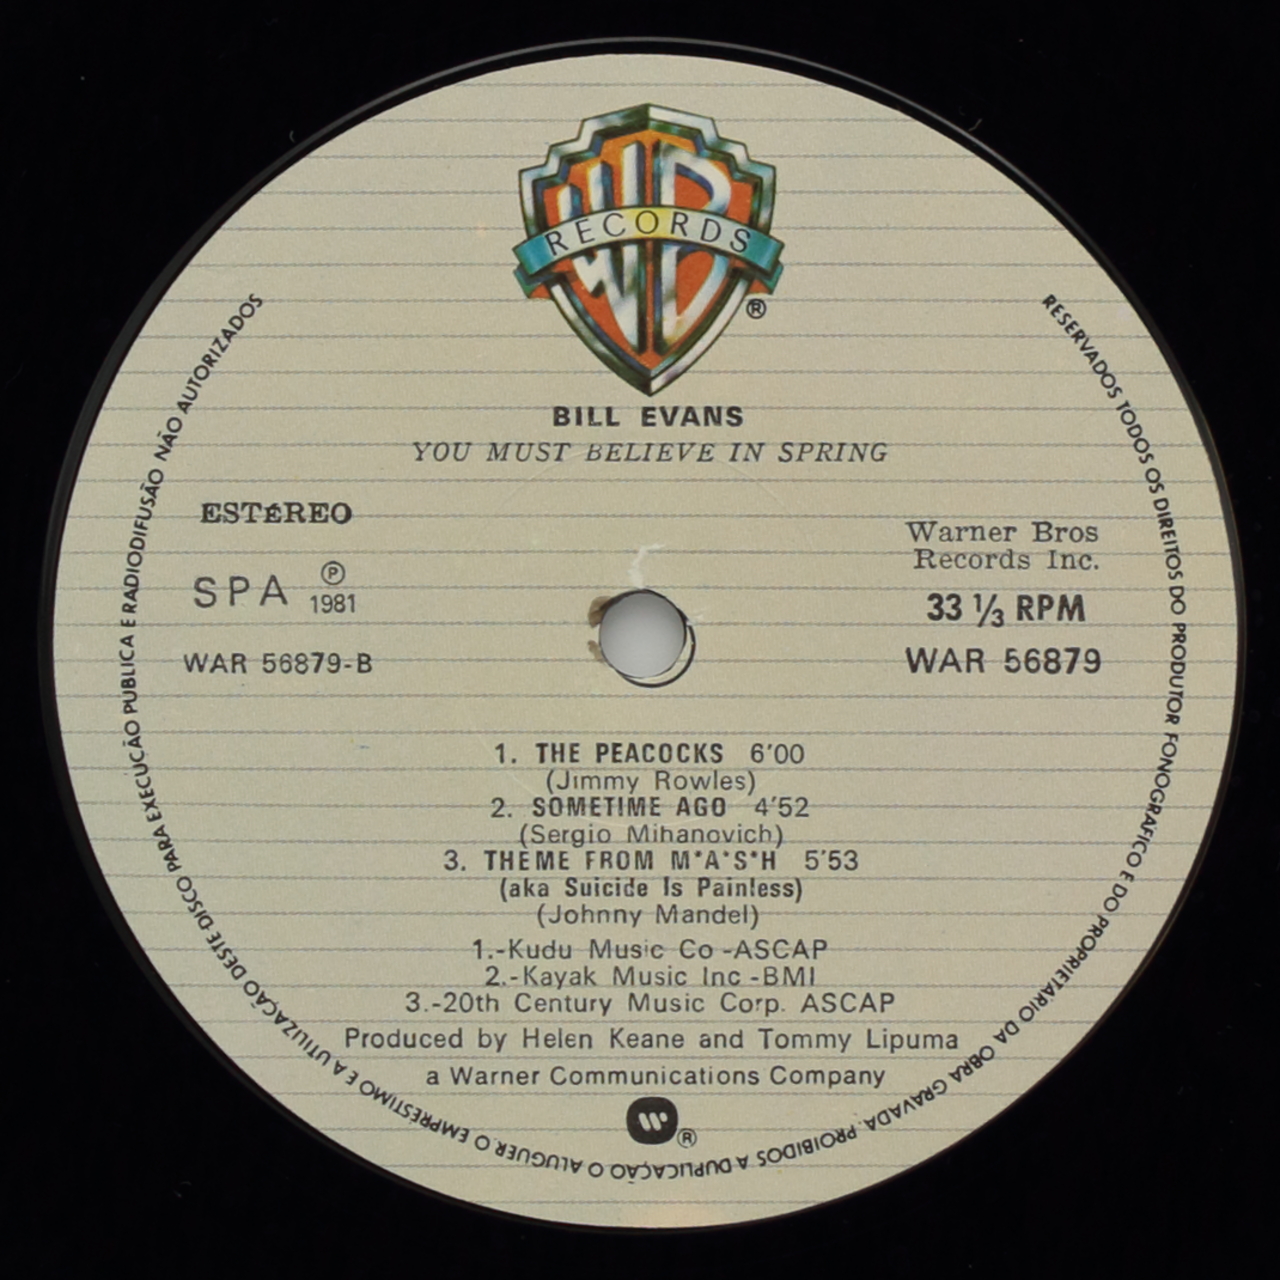 WB
RECORDS
®
BILL EVANS
YOU MUST BELIEVE IN SPRING
ESTÉREO
SPA ℗ 1981
WAR 56879-B
Warner Bros
Records Inc.
33 1/3 RPM
WAR 56879
1. THE PEACOCKS 6'00
(Jimmy Rowles)
2. SOMETIME AGO 4'52
(Sergio Mihanovich)
3. THEME FROM M*A*S*H 5'53
(aka Suicide Is Painless)
(Johnny Mandel)
1.-Kudu Music Co -ASCAP
2.-Kayak Music Inc -BMI
3.-20th Century Music Corp. ASCAP
Produced by Helen Keane and Tommy Lipuma
a Warner Communications Company
®
RESERVADOS TODOS OS DIREITOS DO PRODUTOR FONOGRAFICO E DO PROPRIETARIO DA OBRA GRAVADA. PROIBIDOS A DUPLICAÇÃO O ALUGUER. O EMPRESTIMO E A UTILIZAÇÃO DESTE DISCO PARA EXECUÇÃO PUBLICA E RADIODIFUSÃO NÃO AUTORIZADOS